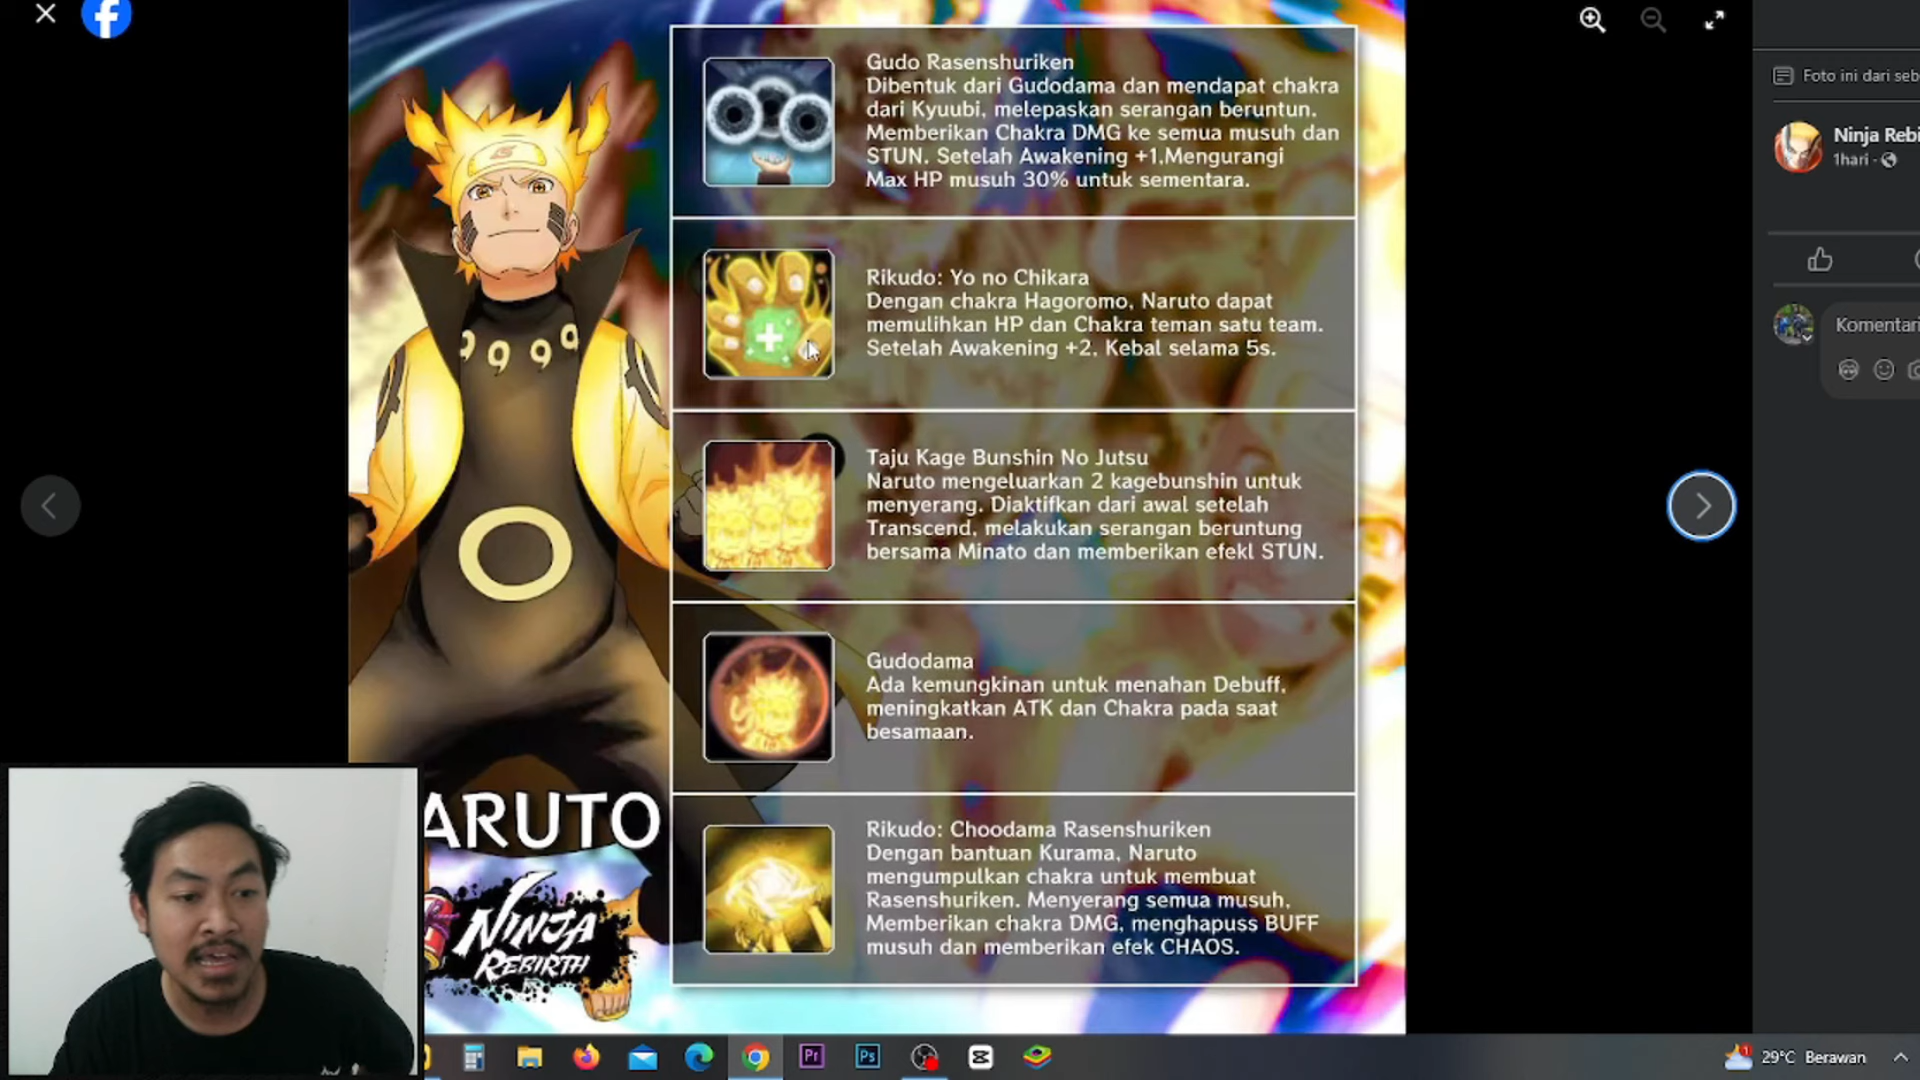 Gudo Rasenshuriken
Dibentuk dari Gudodama dan mendapat chakra
dari Kyuubi, melepaskan serangan beruntun.
Memberikan Chakra DMG ke semua musuh dan
STUN. Setelah Awakening +1.Mengurangi
Max HP musuh 30% untuk sementara.
Rikudo: Yo no Chikara
Dengan chakra Hagoromo, Naruto dapat
memulihkan HP dan Chakra teman satu team.
Setelah Awakening +2, Kebal selama 5s.
Taju Kage Bunshin No Jutsu
Naruto mengeluarkan 2 kagebunshin untuk
menyerang. Diaktifkan dari awal setelah
Transcend, melakukan serangan beruntung
bersama Minato dan memberikan efekl STUN.
Gudodama
Ada kemungkinan untuk menahan Debuff,
meningkatkan ATK dan Chakra pada saat
besamaan.
Rikudo: Choodama Rasenshuriken
Dengan bantuan Kurama, Naruto
mengumpulkan chakra untuk membuat
Rasenshuriken. Menyerang semua musuh.
Memberikan chakra DMG, menghapuss BUFF
musuh dan memberikan efek CHAOS.
ARUTO
NINJA
REBIRTH
Foto ini dari seb
Ninja Rebi
1hari ·
Komentari
Pr
Ps
1
29°C Berawan